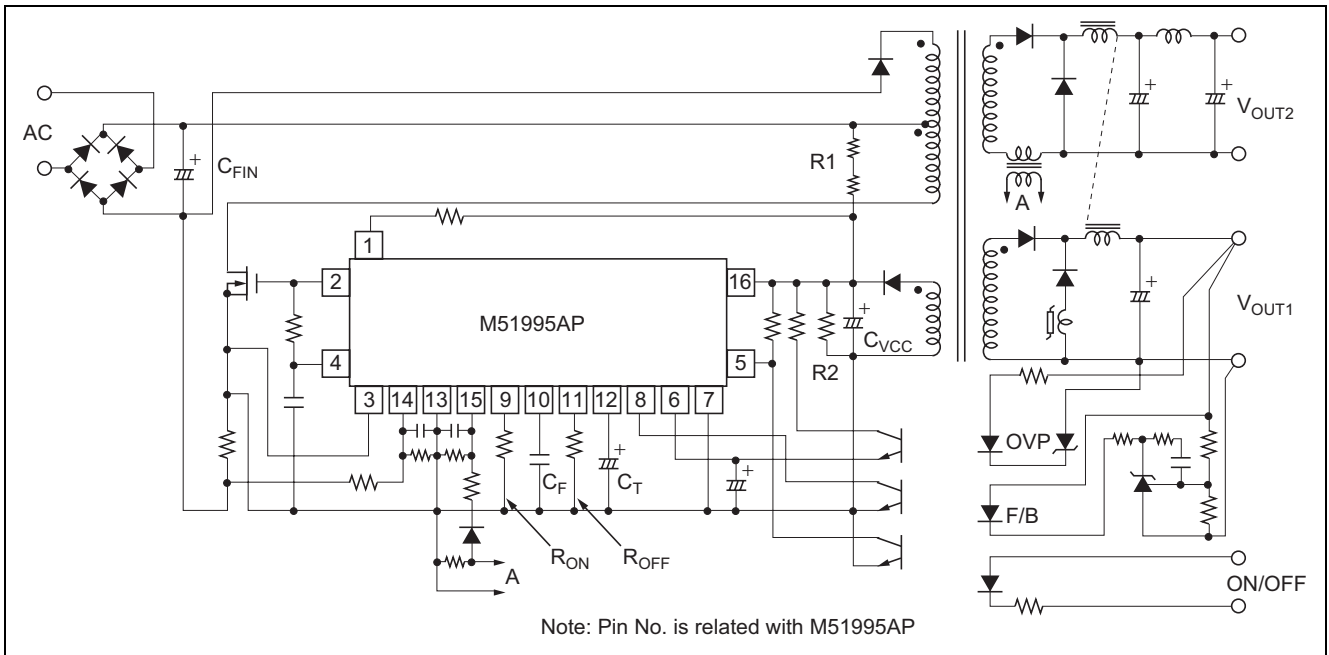 AC
C_FIN
R1
V_OUT2
A
1
2
16
M51995AP
4
5
R2
C_VCC
V_OUT1
3
14
13
15
9
10
11
12
8
6
7
C_F
C_T
OVP
F/B
R_ON
R_OFF
A
ON/OFF
Note: Pin No. is related with M51995AP